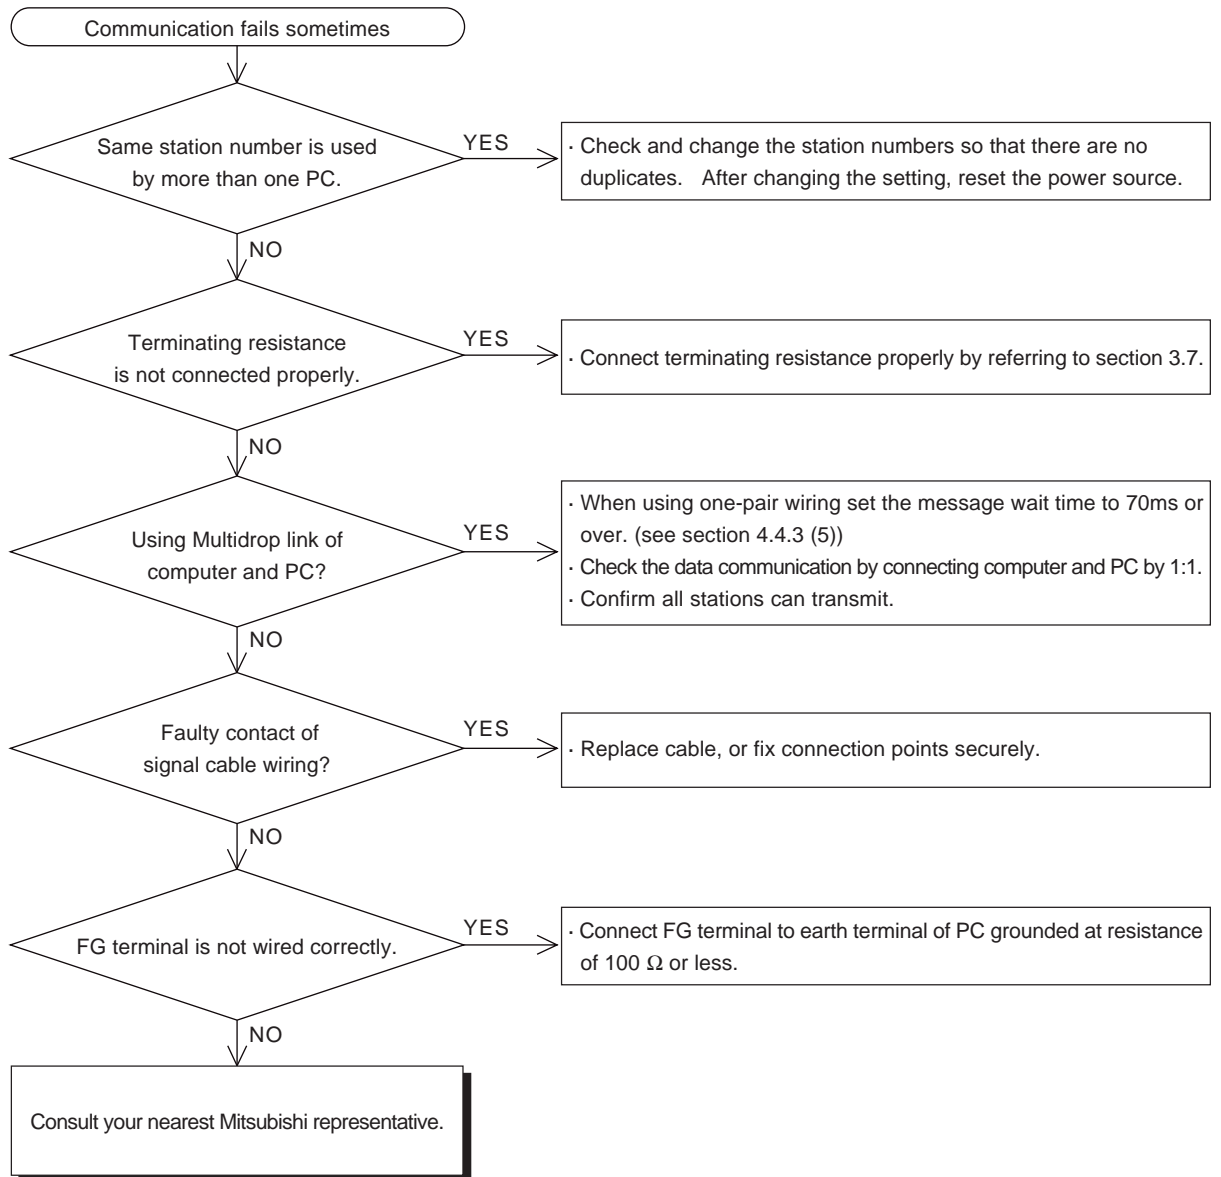 Communication fails sometimes
Same station number is used
by more than one PC.
YES
· Check and change the station numbers so that there are no
duplicates. After changing the setting, reset the power source.
NO
Terminating resistance
is not connected properly.
YES
· Connect terminating resistance properly by referring to section 3.7.
NO
Using Multidrop link of
computer and PC?
YES
· When using one-pair wiring set the message wait time to 70ms or
over. (see section 4.4.3 (5))
· Check the data communication by connecting computer and PC by 1:1.
· Confirm all stations can transmit.
NO
Faulty contact of
signal cable wiring?
YES
· Replace cable, or fix connection points securely.
NO
FG terminal is not wired correctly.
YES
· Connect FG terminal to earth terminal of PC grounded at resistance
of 100 Ω or less.
NO
Consult your nearest Mitsubishi representative.